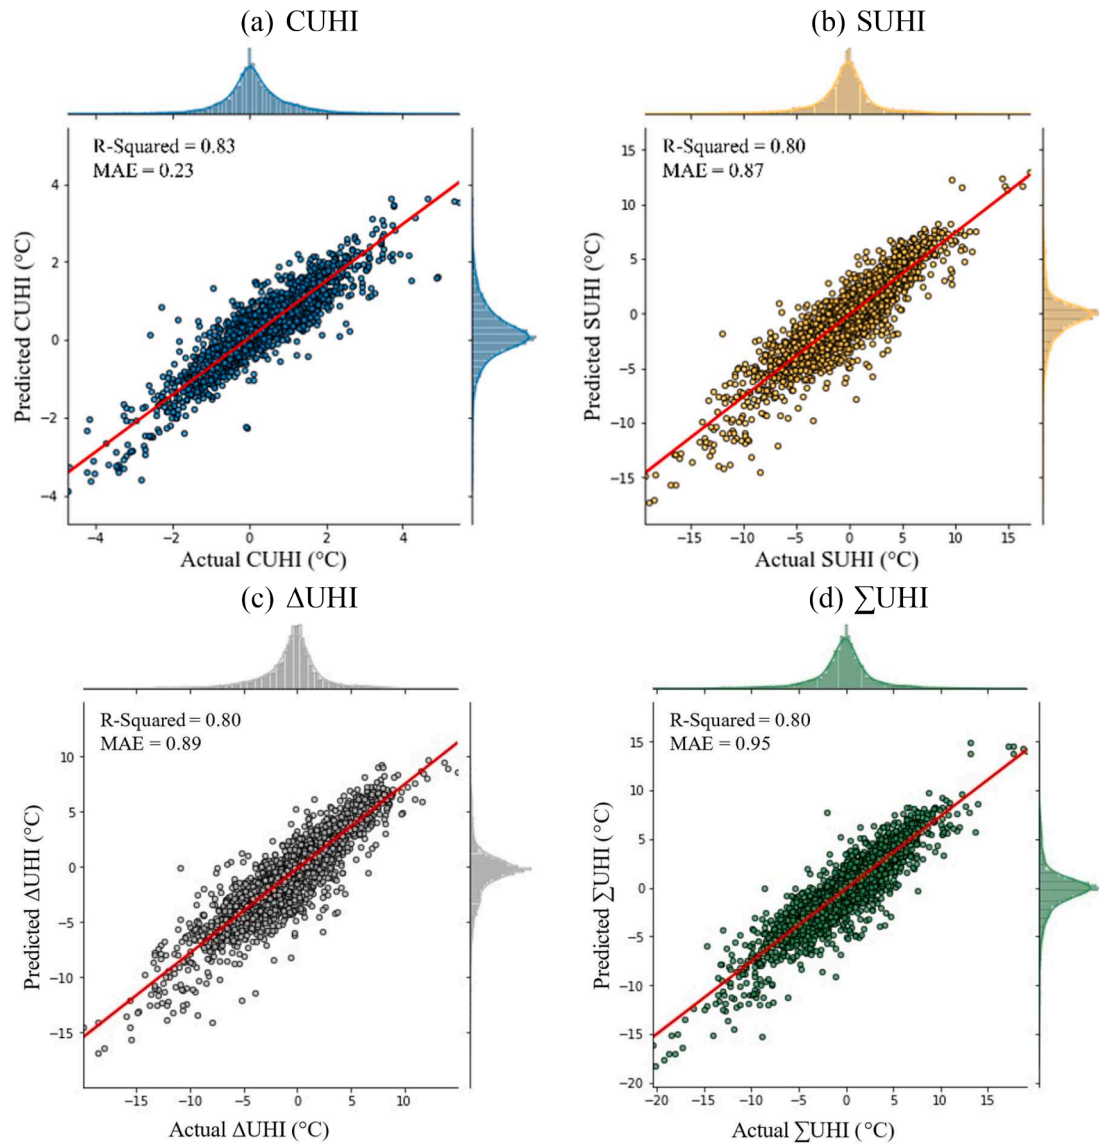 (a) CUHI
R-Squared = 0.83
MAE = 0.23
Predicted CUHI (°C)
4
2
0
−2
−4
−4 −2 0 2 4
Actual CUHI (°C)
(b) SUHI
R-Squared = 0.80
MAE = 0.87
Predicted SUHI (°C)
15
10
5
0
−5
−10
−15
−15 −10 −5 0 5 10 15
Actual SUHI (°C)
(c) ΔUHI
R-Squared = 0.80
MAE = 0.89
Predicted ΔUHI (°C)
10
5
0
−5
−10
−15
−15 −10 −5 0 5 10
Actual ΔUHI (°C)
(d) ∑UHI
R-Squared = 0.80
MAE = 0.95
Predicted ∑UHI (°C)
15
10
5
0
−5
−10
−15
−20
−20 −15 −10 −5 0 5 10 15
Actual ∑UHI (°C)